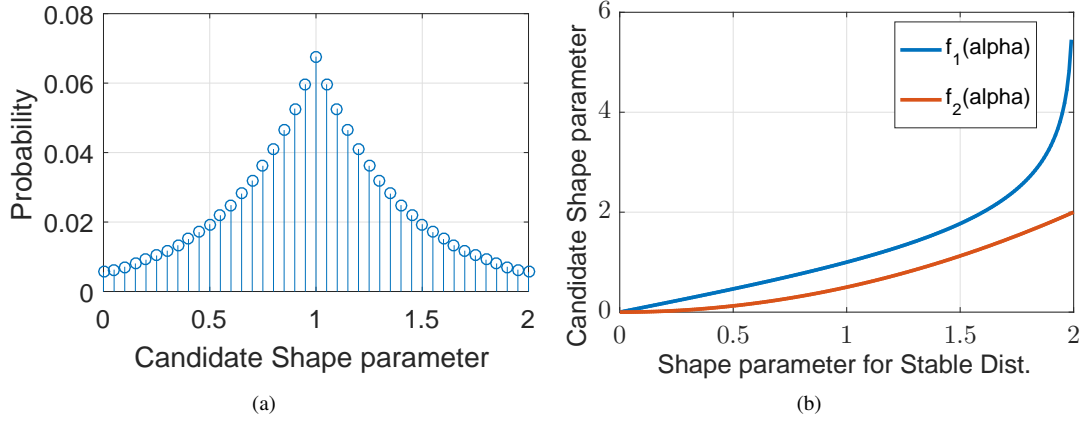 0.08
0.06
0.04
0.02
0
Probability
0 0.5 1 1.5 2
Candidate Shape parameter
(a)
6
4
2
0
Candidate Shape parameter
f_1(alpha)
f_2(alpha)
0 0.5 1 1.5 2
Shape parameter for Stable Dist.
(b)